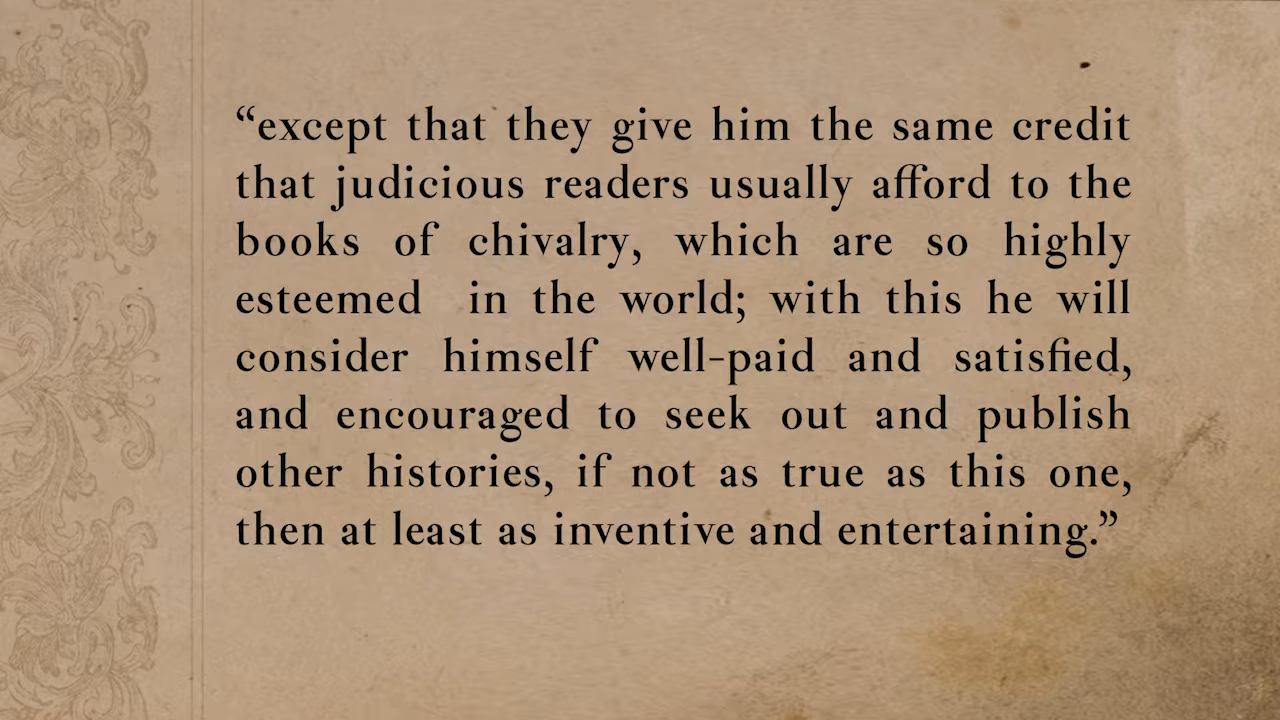 “except that they give him the same credit
that judicious readers usually afford to the
books of chivalry, which are so highly
esteemed in the world; with this he will
consider himself well-paid and satisfied,
and encouraged to seek out and publish
other histories, if not as true as this one,
then at least as inventive and entertaining.”